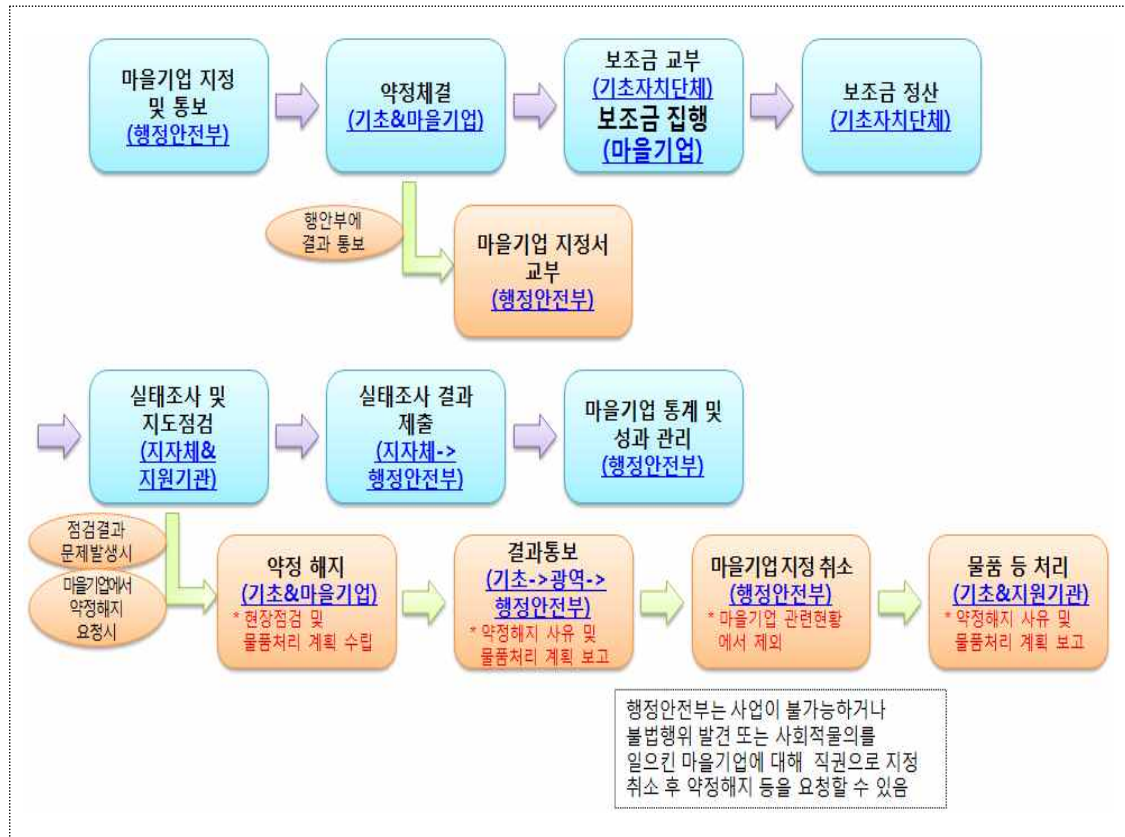 마을기업 지정
및 통보
(행정안전부)
약정체결
(기초&마을기업)
보조금 교부
(기초자치단체)
보조금 집행
(마을기업)
보조금 정산
(기초자치단체)
행안부에
결과 통보
마을기업 지정서
교부
(행정안전부)
실태조사 및
지도점검
(지자체&
지원기관)
실태조사 결과
제출
(지자체->
행정안전부)
마을기업 통계 및
성과 관리
(행정안전부)
점검결과
문제발생시
마을기업에서
약정해지
요청시
약정 해지
(기초&마을기업)
* 현장점검 및
물품처리 계획 수립
결과통보
(기초->광역->
행정안전부)
* 약정해지 사유 및
물품처리 계획 보고
마을기업 지정 취소
(행정안전부)
* 마을기업 관련현황
에서 제외
물품 등 처리
(기초&지원기관)
* 약정해지 사유 및
물품처리 계획 보고
행정안전부는 사업이 불가능하거나
불법행위 발견 또는 사회적물의를
일으킨 마을기업에 대해 직권으로 지정
취소 후 약정해지 등을 요청할 수 있음